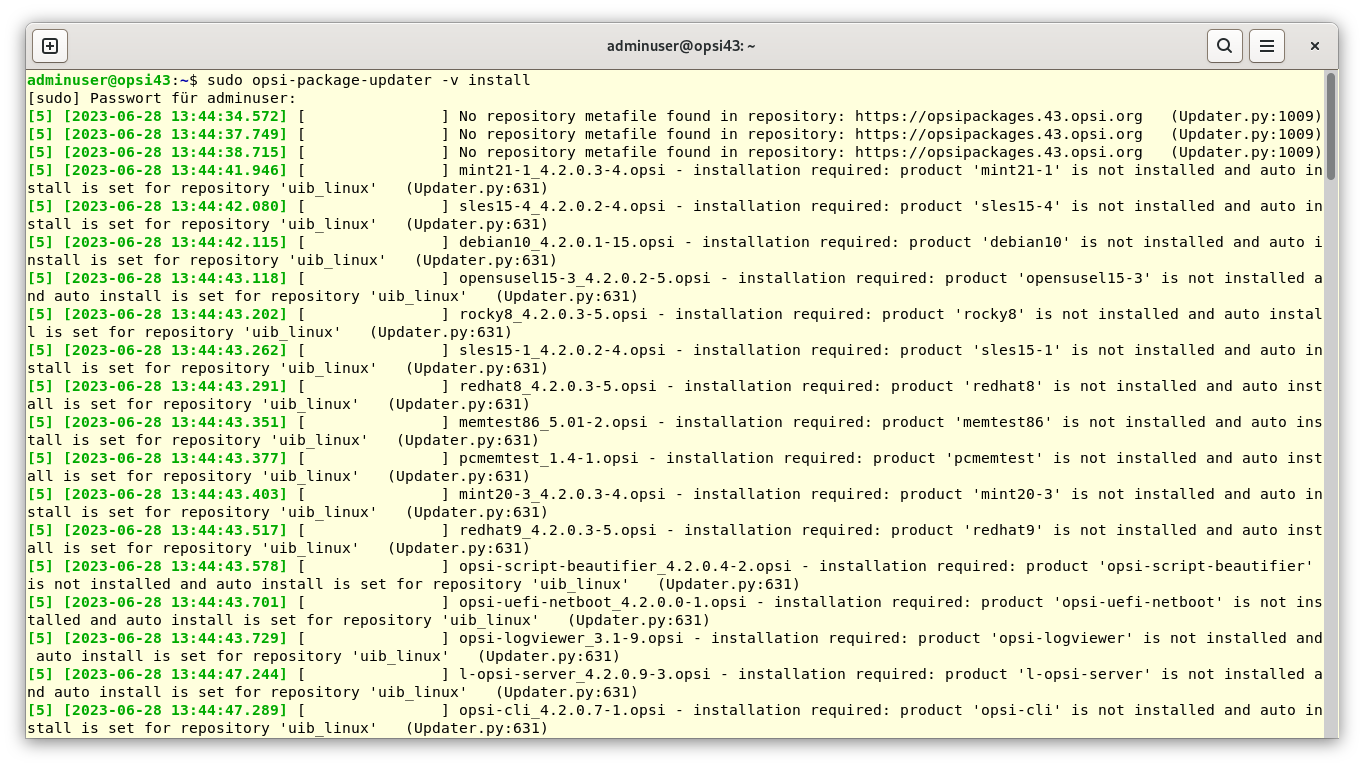 adminuser@opsi43: ~
adminuser@opsi43:~$ sudo opsi-package-updater -v install
[sudo] Passwort für adminuser:
[5] [2023-06-28 13:44:34.572] [               ] No repository metafile found in repository: https://opsipackages.43.opsi.org   (Updater.py:1009)
[5] [2023-06-28 13:44:37.749] [               ] No repository metafile found in repository: https://opsipackages.43.opsi.org   (Updater.py:1009)
[5] [2023-06-28 13:44:38.715] [               ] No repository metafile found in repository: https://opsipackages.43.opsi.org   (Updater.py:1009)
[5] [2023-06-28 13:44:41.946] [               ] mint21-1_4.2.0.3-4.opsi - installation required: product 'mint21-1' is not installed and auto in
stall is set for repository 'uib_linux'   (Updater.py:631)
[5] [2023-06-28 13:44:42.080] [               ] sles15-4_4.2.0.2-4.opsi - installation required: product 'sles15-4' is not installed and auto in
stall is set for repository 'uib_linux'   (Updater.py:631)
[5] [2023-06-28 13:44:42.115] [               ] debian10_4.2.0.1-15.opsi - installation required: product 'debian10' is not installed and auto i
nstall is set for repository 'uib_linux'   (Updater.py:631)
[5] [2023-06-28 13:44:43.118] [               ] opensusel15-3_4.2.0.2-5.opsi - installation required: product 'opensusel15-3' is not installed a
nd auto install is set for repository 'uib_linux'   (Updater.py:631)
[5] [2023-06-28 13:44:43.202] [               ] rocky8_4.2.0.3-5.opsi - installation required: product 'rocky8' is not installed and auto instal
l is set for repository 'uib_linux'   (Updater.py:631)
[5] [2023-06-28 13:44:43.262] [               ] sles15-1_4.2.0.2-4.opsi - installation required: product 'sles15-1' is not installed and auto in
stall is set for repository 'uib_linux'   (Updater.py:631)
[5] [2023-06-28 13:44:43.291] [               ] redhat8_4.2.0.3-5.opsi - installation required: product 'redhat8' is not installed and auto inst
all is set for repository 'uib_linux'   (Updater.py:631)
[5] [2023-06-28 13:44:43.351] [               ] memtest86_5.01-2.opsi - installation required: product 'memtest86' is not installed and auto ins
tall is set for repository 'uib_linux'   (Updater.py:631)
[5] [2023-06-28 13:44:43.377] [               ] pcmemtest_1.4-1.opsi - installation required: product 'pcmemtest' is not installed and auto inst
all is set for repository 'uib_linux'   (Updater.py:631)
[5] [2023-06-28 13:44:43.403] [               ] mint20-3_4.2.0.3-4.opsi - installation required: product 'mint20-3' is not installed and auto in
stall is set for repository 'uib_linux'   (Updater.py:631)
[5] [2023-06-28 13:44:43.517] [               ] redhat9_4.2.0.3-5.opsi - installation required: product 'redhat9' is not installed and auto inst
all is set for repository 'uib_linux'   (Updater.py:631)
[5] [2023-06-28 13:44:43.578] [               ] opsi-script-beautifier_4.2.0.4-2.opsi - installation required: product 'opsi-script-beautifier'
is not installed and auto install is set for repository 'uib_linux'   (Updater.py:631)
[5] [2023-06-28 13:44:43.701] [               ] opsi-uefi-netboot_4.2.0.0-1.opsi - installation required: product 'opsi-uefi-netboot' is not ins
talled and auto install is set for repository 'uib_linux'   (Updater.py:631)
[5] [2023-06-28 13:44:43.729] [               ] opsi-logviewer_3.1-9.opsi - installation required: product 'opsi-logviewer' is not installed and
 auto install is set for repository 'uib_linux'   (Updater.py:631)
[5] [2023-06-28 13:44:47.244] [               ] l-opsi-server_4.2.0.9-3.opsi - installation required: product 'l-opsi-server' is not installed a
nd auto install is set for repository 'uib_linux'   (Updater.py:631)
[5] [2023-06-28 13:44:47.289] [               ] opsi-cli_4.2.0.7-1.opsi - installation required: product 'opsi-cli' is not installed and auto in
stall is set for repository 'uib_linux'   (Updater.py:631)